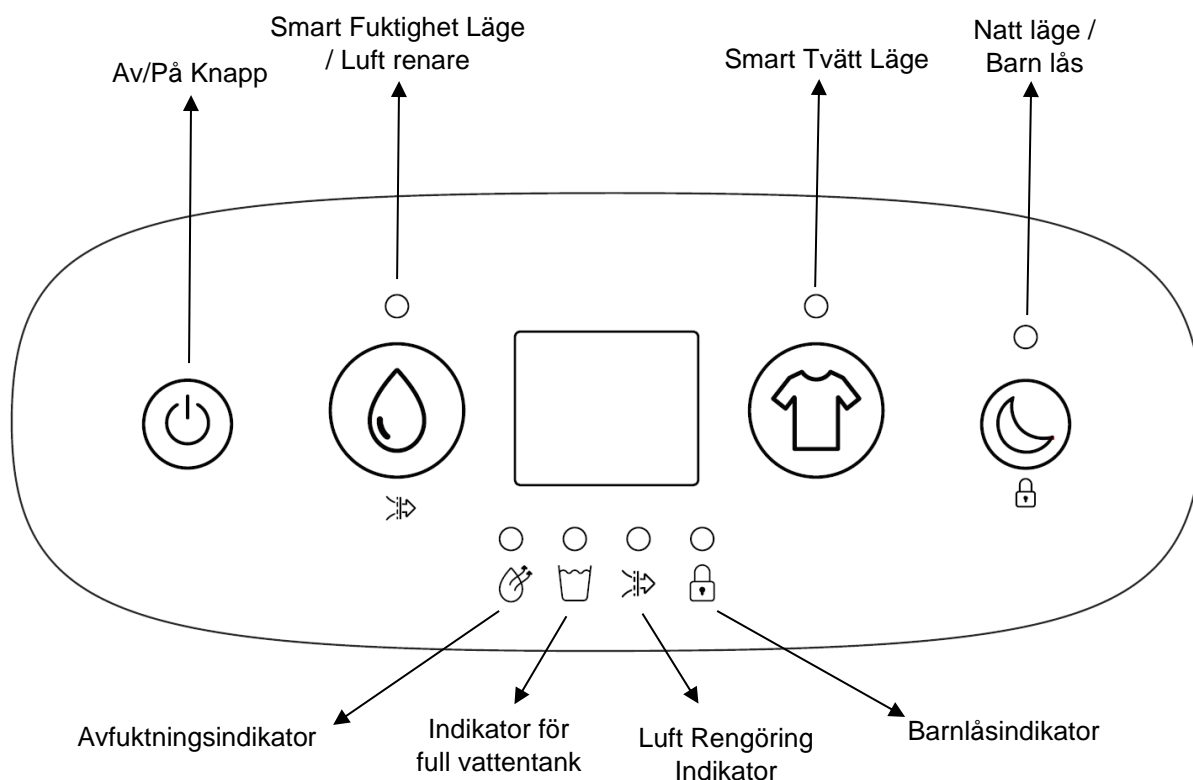 Av/På Knapp
Smart Fuktighet Läge
/ Luft renare
Smart Tvätt Läge
Natt läge /
Barn lås
Avfuktningsindikator
Indikator för
full vattentank
Luft Rengöring
Indikator
Barnlåsindikator